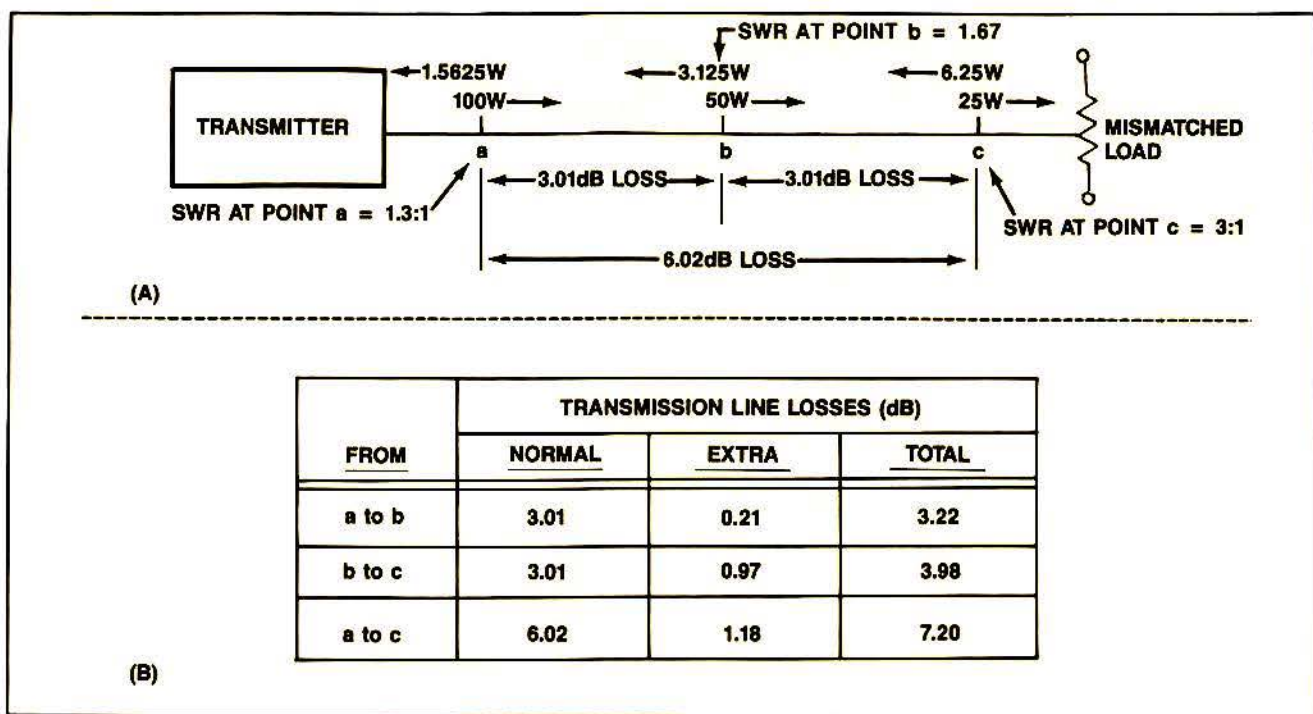 SWR AT POINT b = 1.67
1.5625W
3.125W
6.25W
100W
50W
25W
TRANSMITTER
MISMATCHED
LOAD
a
b
c
3.01dB LOSS
3.01dB LOSS
SWR AT POINT a = 1.3:1
SWR AT POINT c = 3:1
6.02dB LOSS
(A)
TRANSMISSION LINE LOSSES (dB)
FROM NORMAL EXTRA TOTAL
a to b 3.01 0.21 3.22
b to c 3.01 0.97 3.98
a to c 6.02 1.18 7.20
(B)